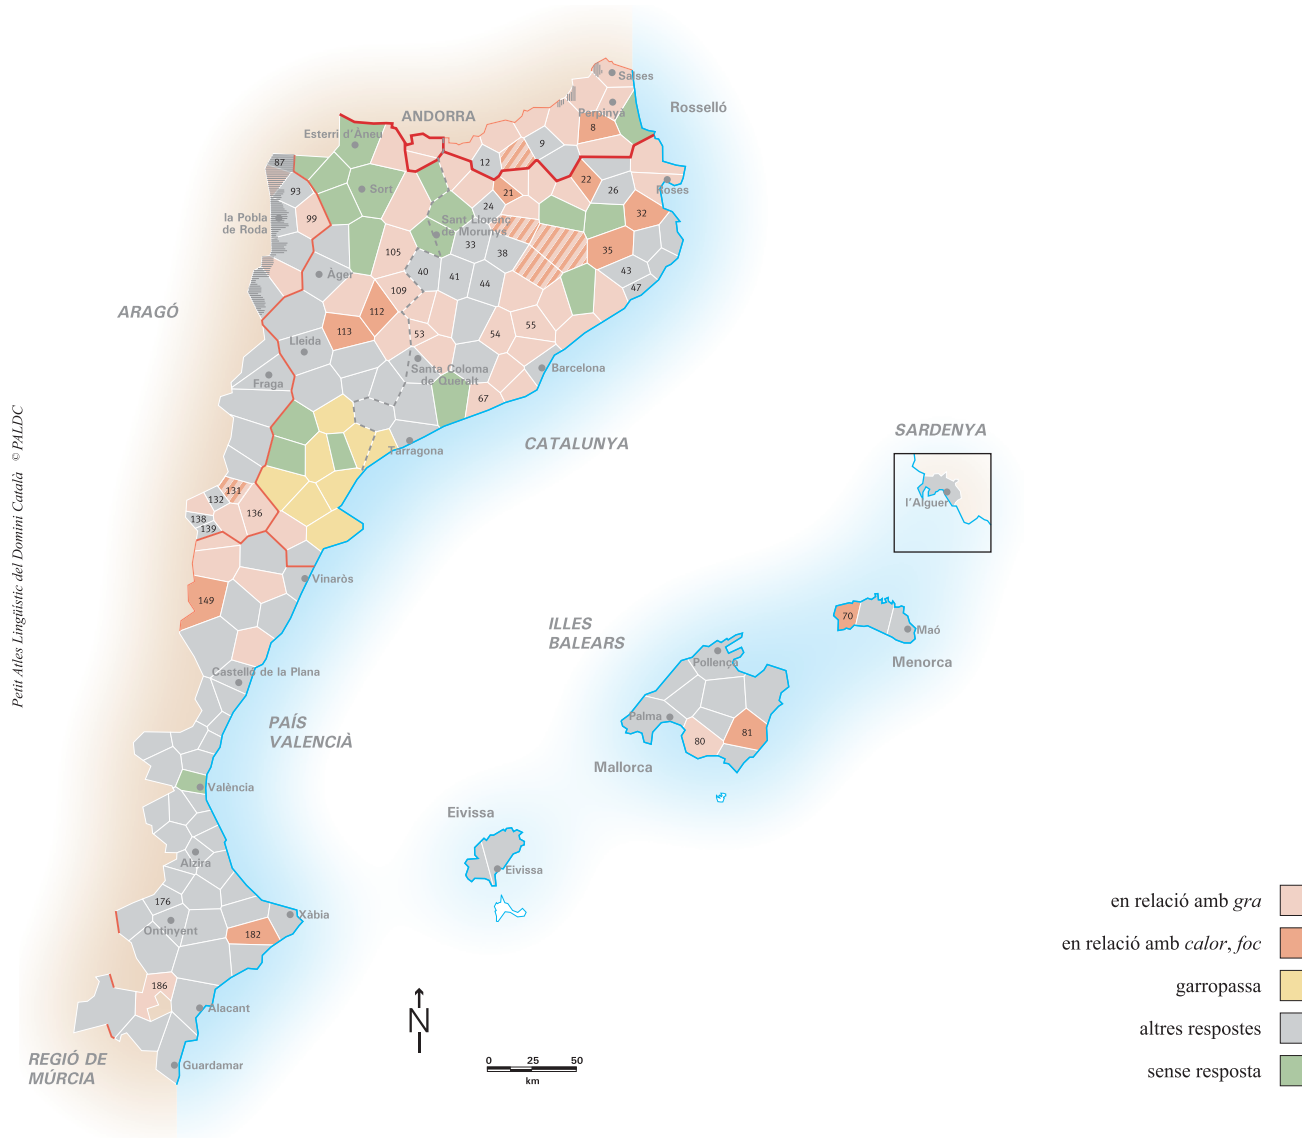 Salses
Rosselló
Perpinyà
ANDORRA
8
Esterri d'Àneu
9
87
12
22
26
Roses
93
Sort
21
24
32
la Pobla
de Roda
99
Sant Llorenç
de Morunys
33
38
35
105
40
41
44
43
47
Àger
109
ARAGÓ
112
113
53
54
55
Lleida
Santa Coloma
de Queralt
Barcelona
Fraga
67
Tarragona
CATALUNYA
SARDENYA
l'Alguer
131
132
136
138
139
Vinaròs
149
ILLES
BALEARS
70
Maó
Menorca
Pollença
Castelló de la Plana
Palma
80
81
PAÍS
VALENCIÀ
Mallorca
València
Eivissa
Alzira
Eivissa
176
Xàbia
Ontinyent
182
186
Alacant
REGIÓ DE
MÚRCIA
Guardamar
N
0 25 50
km
en relació amb gra
en relació amb calor, foc
garropassa
altres respostes
sense resposta
Petit Atles Lingüístic del Domini Català © PALDC